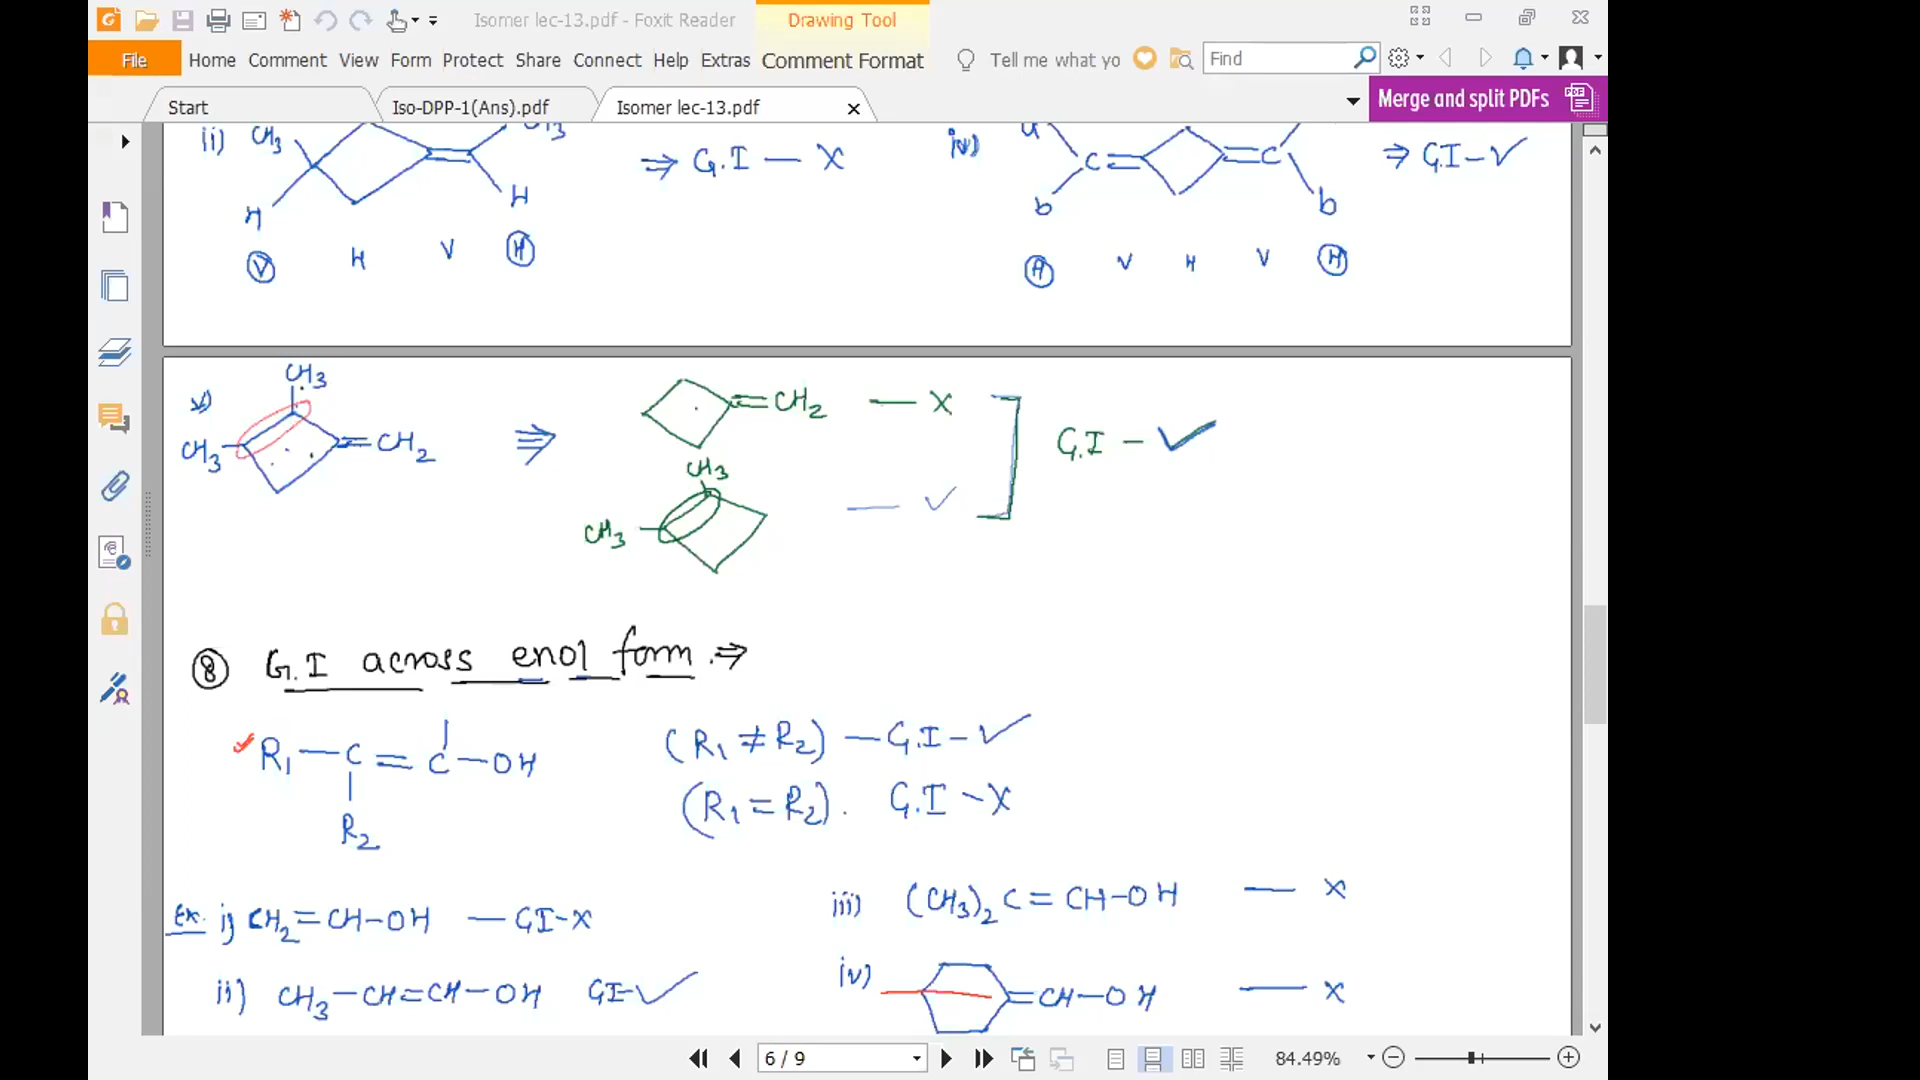 Isomer lec-13.pdf - Foxit Reader
Drawing Tool
File Home Comment View Form Protect Share Connect Help Extras Comment Format Tell me what yo Find
Start Iso-DPP-1(Ans).pdf Isomer lec-13.pdf Merge and split PDFs
ii) CH3 CH3 H H ⇒ G.I — X
V H V H
iv) a C b C b ⇒ G.I - ✓
H V H V H
v) CH3 CH3 =CH2 ⇒
=CH2 — X
CH3 CH3 — ✓
G.I - ✓
⑧ G.I across enol form ⇒
R1 — C = C — OH
R2
(R1 ≠ R2) — G.I - ✓
(R1 = R2). G.I - X
Ex. i) CH2 = CH-OH — GI-X
ii) CH3 - CH = CH - OH GI- ✓
iii) (CH3)2 C = CH-OH — X
iv) =CH-OH — X
6 / 9
84.49%